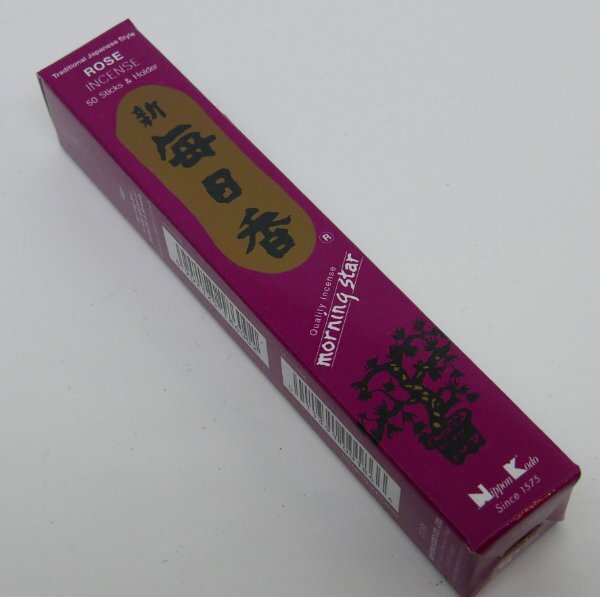 Traditional Japanese Style
ROSE
INCENSE
50 Sticks & Holder
新
毎日香
®
Quality Incense
morning star
Nippon Kodo
Since 1575